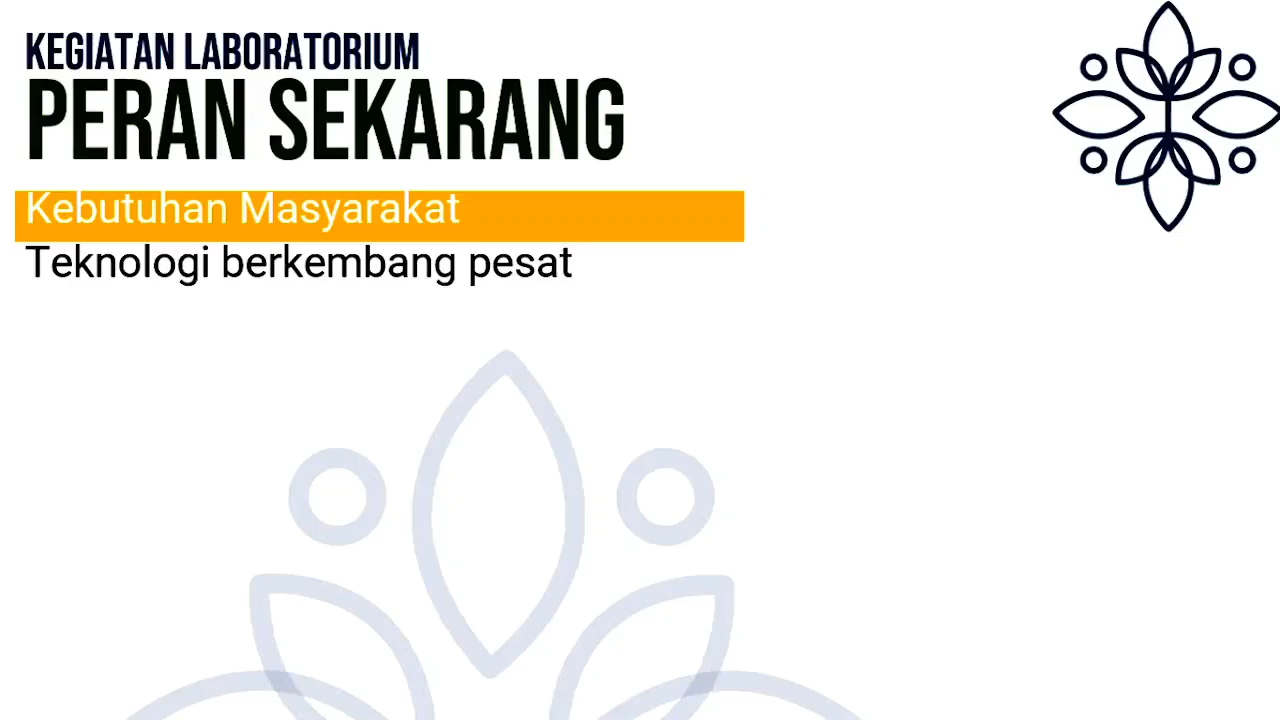 KEGIATAN LABORATORIUM
PERAN SEKARANG
Kebutuhan Masyarakat
Teknologi berkembang pesat